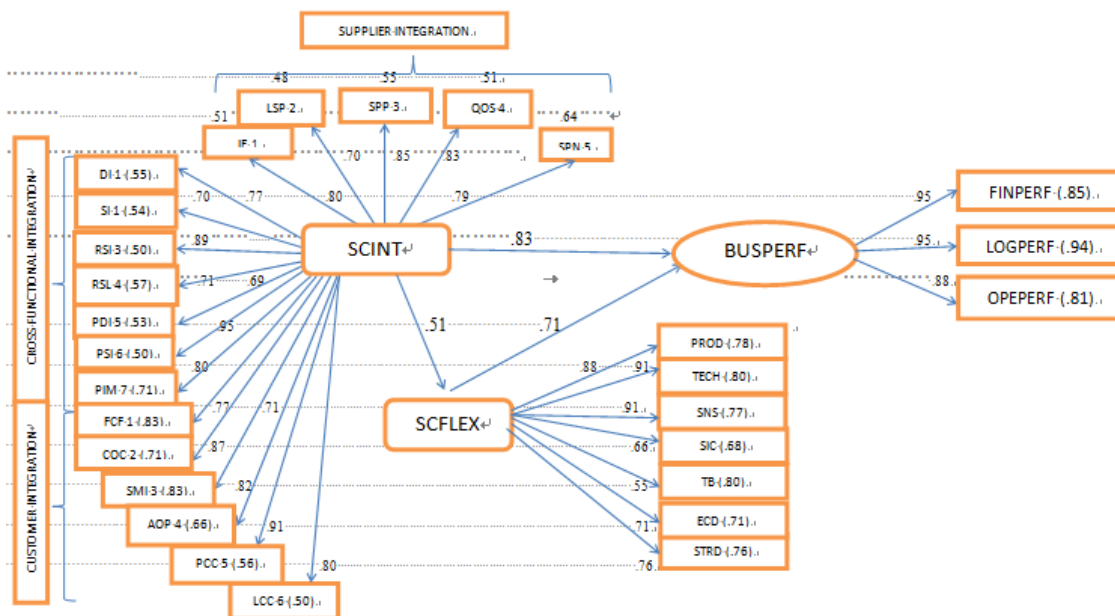 SUPPLIER·INTEGRATION.
.48 .55 .51.
LSP·2 SPP·3 QOS·4
.51 .64
IF·1 SPN·5
.70 .85 .83
CROSS-FUNCTIONAL·INTEGRATION
DI·1·(.55).
.70 .77 .80 .79 .95
FINPERF·(.85).
SI·1·(.54).
SCINT
.89 .83 .95.
BUSPERF
LOGPERF·(.94).
RSI·3·(.50).
RSL·4·(.57).
.71 .69 .88.
OPEPERF·(.81).
PDI·5·(.53).
.95 .51 .71
PROD·(.78).
PSI·6·(.50).
.80 .88 .91
TECH·(.80).
PIM·7·(.71).
CUSTOMER·INTEGRATION
FCF·1·(.83).
.77 .71 .91
SCFLEX
SNS·(.77)
COC·2·(.71).
.87 .66
SIC·(.68).
SMI·3·(.83).
.82 .55
TB·(.80).
AOP·4·(.66).
.91 .71
ECD·(.71).
PCC·5·(.56).
.80 .76
STRD·(.76).
LCC·6·(.50).